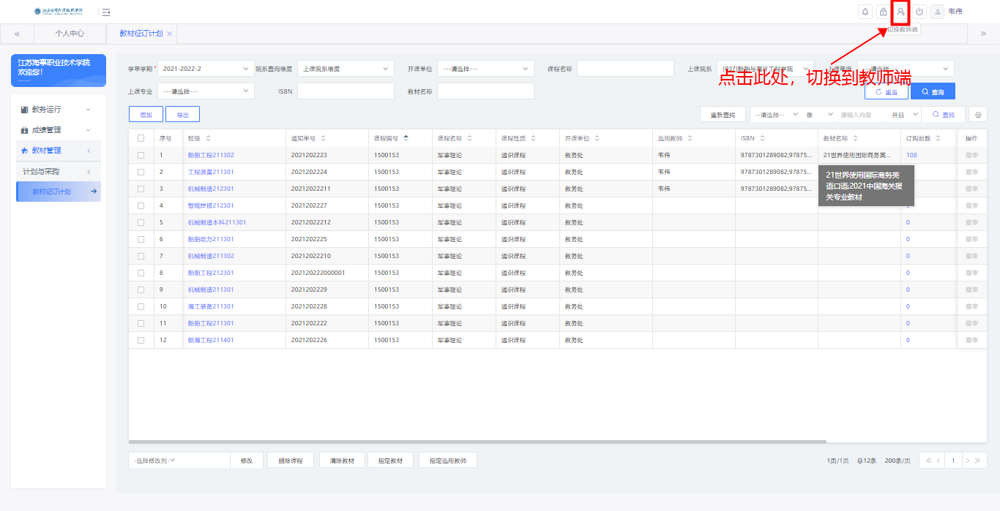 韦伟
« 个人中心 教材征订计划 × »
切换教师端
江苏海事职业技术学院
欢迎您！
教务运行
成绩管理
教材管理
计划与采购
教材征订计划
学年学期 * 2021-2022-2 院系查询维度 上课院系维度 开课单位 ---请选择--- 课程名称 上课院系 [037]船舶与海洋工程学院 上课年级 ---请选择---
点击此处，切换到教师端
上课专业 ---请选择--- ISBN 教材名称 重置 查询
增加 导出 重新查找 --请选择-- 像 请输入内容 并且 查找
序号 班级 通知单号 课程编号 课程名称 课程性质 开课单位 选用教师 ISBN 教材名称 订购册数 操作
1 船舶工程211302 2021202223 1500153 军事理论 通识课程 教务处 韦伟 9787301289082;97875... 21世界使用国际商务英... 108 撤审
2 工程测量211301 2021202224 1500153 军事理论 通识课程 教务处 韦伟 9787301289082;97875... 撤审
3 机械制造212301 20212022211 1500153 军事理论 通识课程 教务处 韦伟 9787301289082;97875... 撤审
21世界使用国际商务英
语口语;2021中国海关报
关专业教材
4 智能焊接212301 2021202227 1500153 军事理论 通识课程 教务处 撤审
5 机械制造本科211301 20212022212 1500153 军事理论 通识课程 教务处 0 撤审
6 船舶动力211301 2021202225 1500153 军事理论 通识课程 教务处 0 撤审
7 机械制造211302 20212022210 1500153 军事理论 通识课程 教务处 0 撤审
8 船舶工程212301 202120222000001 1500153 军事理论 通识课程 教务处 0 撤审
9 机械制造211301 2021202229 1500153 军事理论 通识课程 教务处 0 撤审
10 海工装备211301 2021202228 1500153 军事理论 通识课程 教务处 0 撤审
11 船舶工程211301 2021202222 1500153 军事理论 通识课程 教务处 0 撤审
12 船海工程211401 2021202226 1500153 军事理论 通识课程 教务处 0 撤审
-选择修改列- 修改 删除课程 清除教材 指定教材 指定选用教师 1页/1页 总12条 200条/页 « ‹ 1 › »